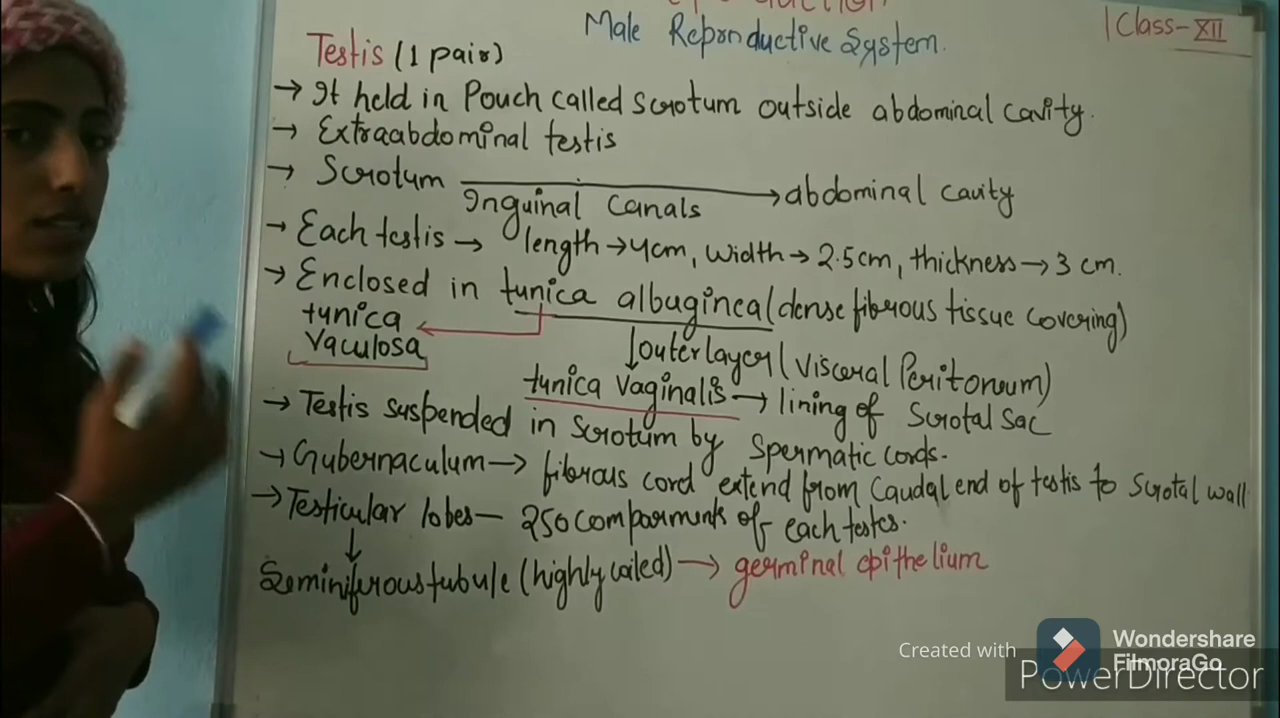 Male Reproductive System.
Class-XII
Testis (1 pair)
→ It held in Pouch called Scrotum outside abdominal cavity.
→ Extraabdominal testis
→ Scrotum → abdominal cavity
Inguinal Canals
→ Each testis → length → 4cm, width → 2.5cm, thickness → 3 cm.
→ Enclosed in tunica albuginea (dense fibrous tissue covering)
tunica
Vaculosa
↓ outer layer (Visceral Peritoneum)
tunica Vaginalis → lining of Scrotal Sac
→ Testis suspended in Scrotum by Spermatic cords.
→ Gubernaculum → fibrous cord extend from Caudal end of testis to Scrotal wall
→ Testicular lobes — 250 comparments of each testes.
↓
Seminiferous tubule (highly coiled) → germinal epithelium
Created with
Wondershare
FilmoraGo
PowerDirector